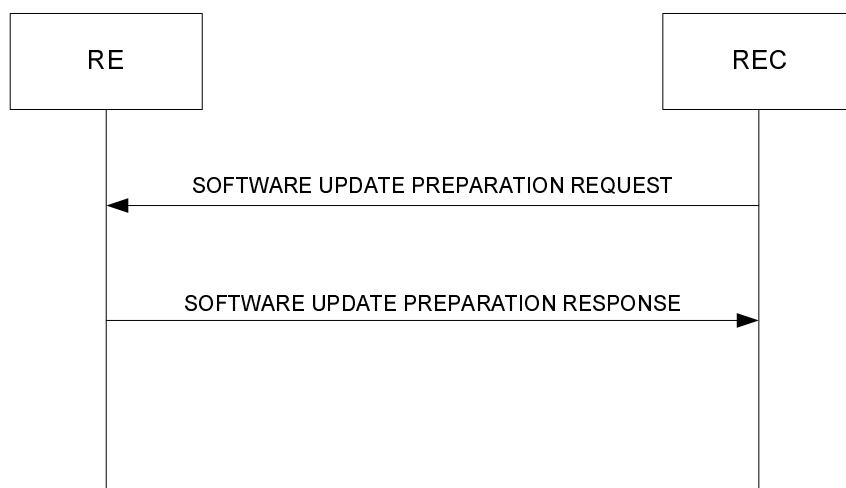 RE
REC
SOFTWARE UPDATE PREPARATION REQUEST
SOFTWARE UPDATE PREPARATION RESPONSE